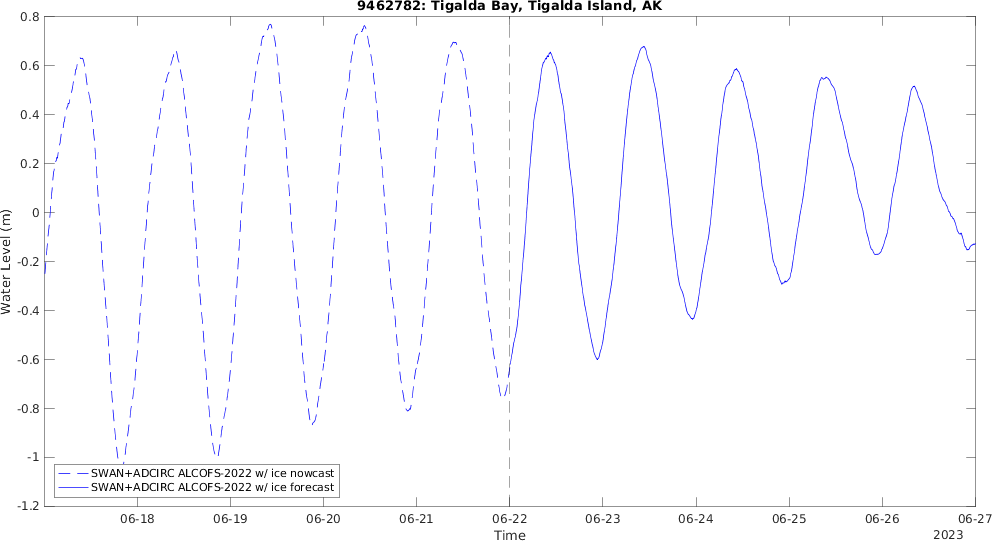 9462782: Tigalda Bay, Tigalda Island, AK
0.8
0.6
0.4
0.2
0
-0.2
-0.4
-0.6
-0.8
-1
-1.2
Water Level (m)
SWAN+ADCIRC ALCOFS-2022 w/ ice nowcast
SWAN+ADCIRC ALCOFS-2022 w/ ice forecast
06-18 06-19 06-20 06-21 06-22 06-23 06-24 06-25 06-26 06-27
Time
2023